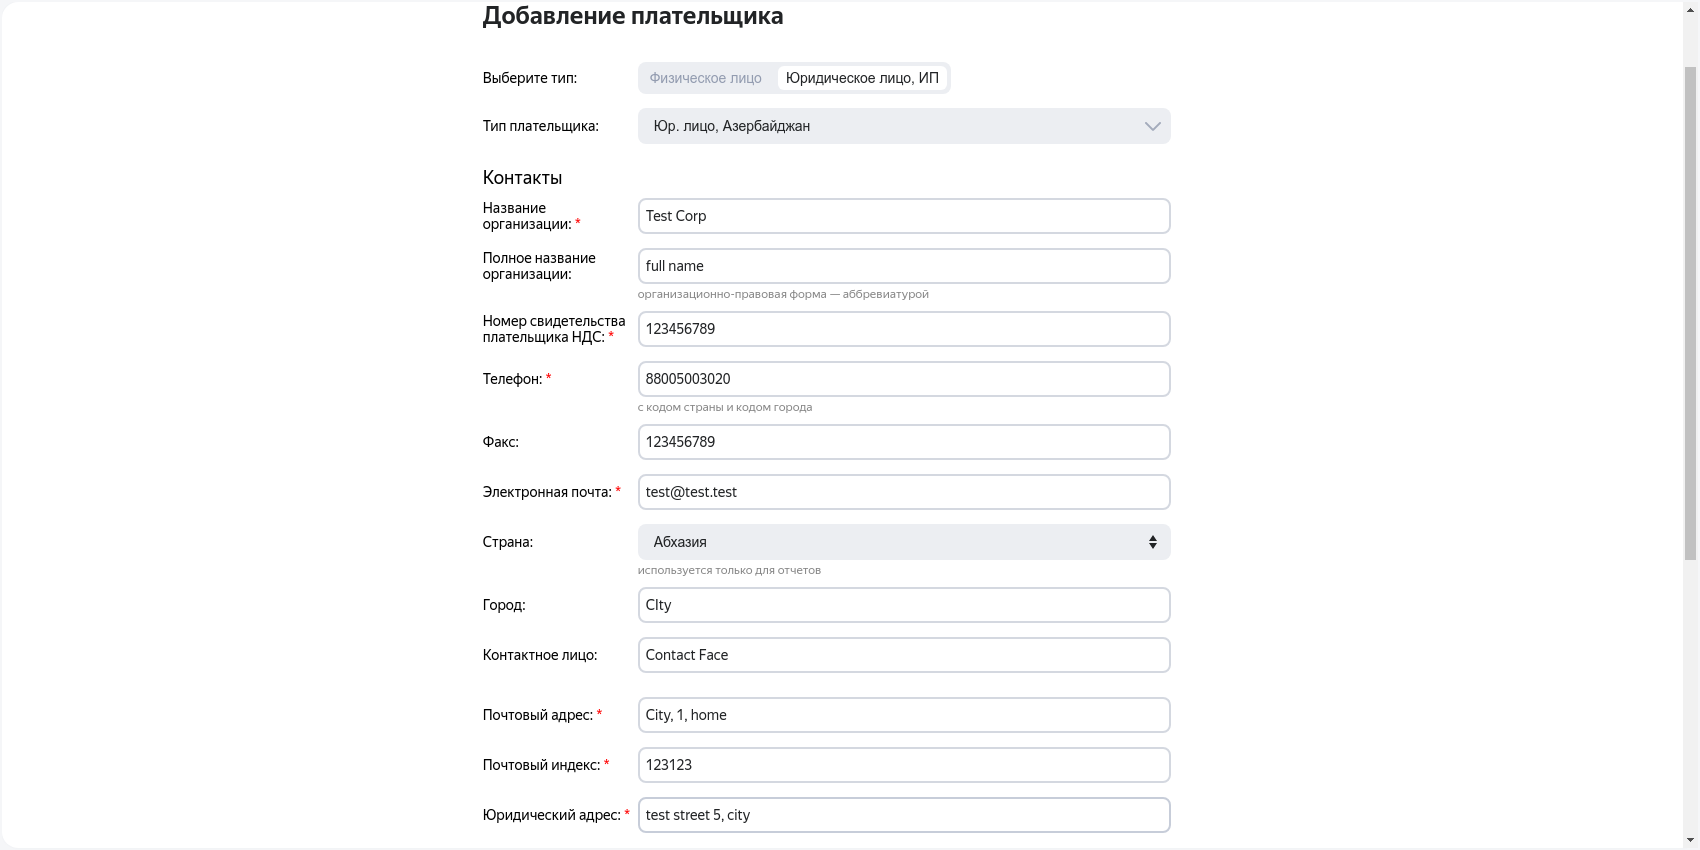 Добавление плательщика
Выберите тип:
Физическое лицо
Юридическое лицо, ИП
Тип плательщика:
Юр. лицо, Азербайджан
Контакты
Название
организации: *
Test Corp
Полное название
организации:
full name
организационно-правовая форма — аббревиатурой
Номер свидетельства
плательщика НДС: *
123456789
Телефон: *
88005003020
с кодом страны и кодом города
Факс:
123456789
Электронная почта: *
test@test.test
Страна:
Абхазия
используется только для отчетов
Город:
CIty
Контактное лицо:
Contact Face
Почтовый адрес: *
City, 1, home
Почтовый индекс: *
123123
Юридический адрес: *
test street 5, city